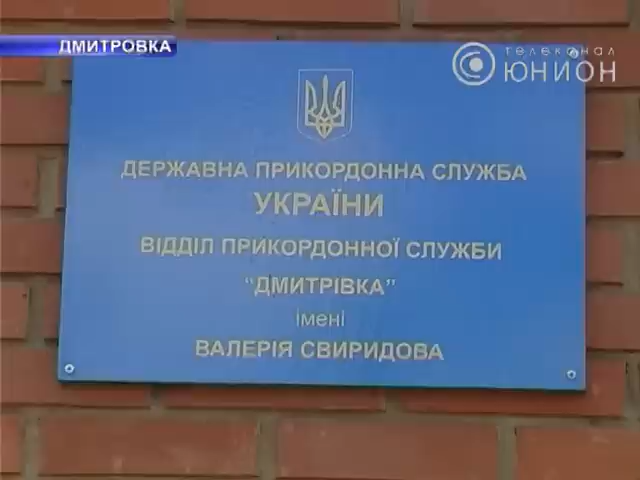 ДМИТРОВКА
телеканал
ЮНИОН
ДЕРЖАВНА ПРИКОРДОННА СЛУЖБА
УКРАЇНИ
ВІДДІЛ ПРИКОРДОННОЇ СЛУЖБИ
“ДМИТРІВКА”
імені
ВАЛЕРІЯ СВИРИДОВА